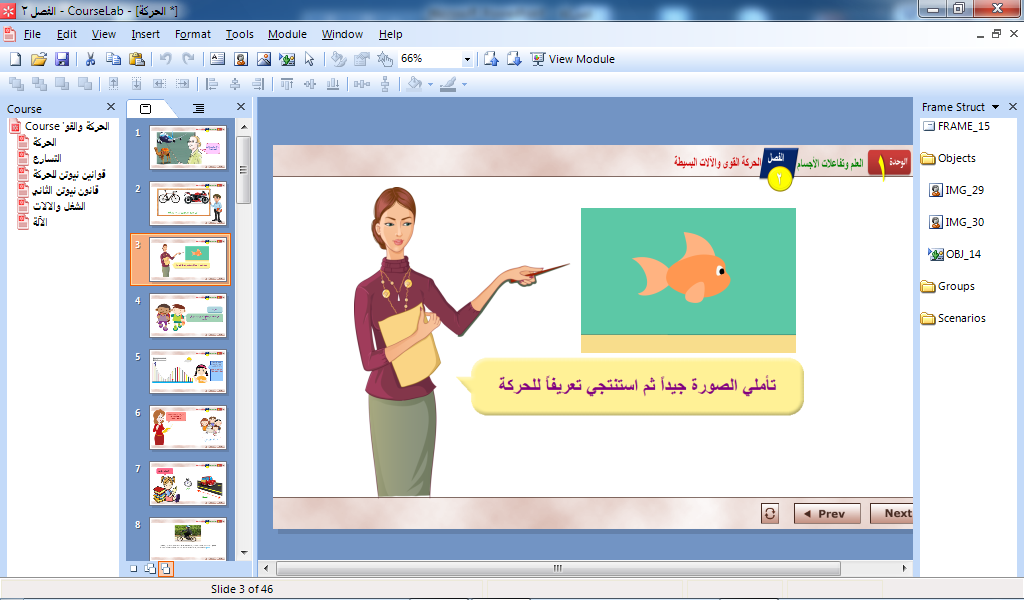 الفصل ٢ - CourseLab - [الحركة *]
File Edit View Insert Format Tools Module Window Help
66% View Module
Course
Course 'الحركة والقو
الحركة
التسارع
قوانين نيوتن للحركة
قانون نيوتن الثاني
الشغل والالات
الألة
1
2
3
4
5
6
7
8
الوحدة ١ العلم وتفاعلات الأجسام الفصل ٢ الحركة القوى والآلات البسيطة
تأملي الصورة جيداً ثم استنتجي تعريفاً للحركة
Prev Next
Frame Struct
FRAME_15
Objects
IMG_29
IMG_30
OBJ_14
Groups
Scenarios
Slide 3 of 46